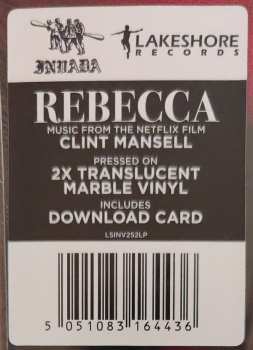 INVADA
LAKESHORE
RECORDS
REBECCA
MUSIC FROM THE NETFLIX FILM
CLINT MANSELL
PRESSED ON
2X TRANSLUCENT
MARBLE VINYL
INCLUDES
DOWNLOAD CARD
LSINV252LP
5 051083 164436